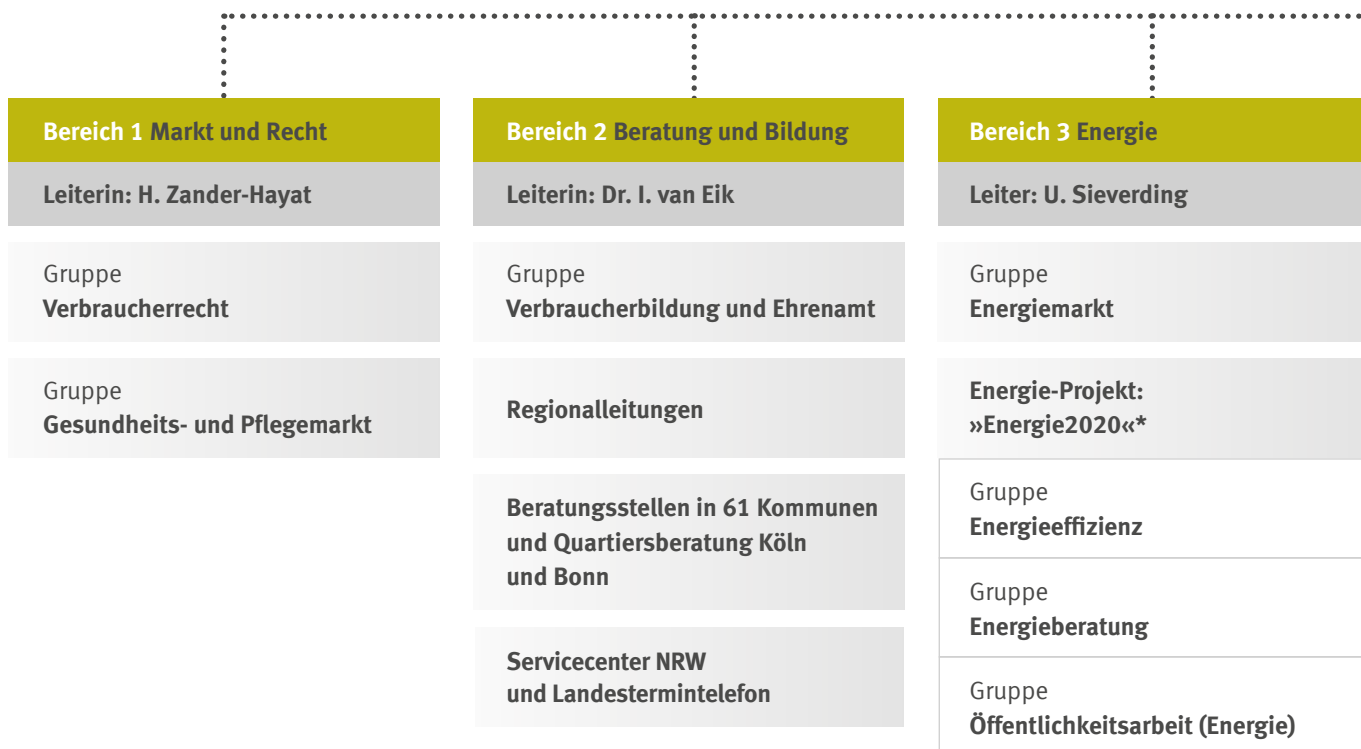 Bereich 1 Markt und Recht
Leiterin: H. Zander-Hayat
Gruppe
Verbraucherrecht
Gruppe
Gesundheits- und Pflegemarkt
Bereich 2 Beratung und Bildung
Leiterin: Dr. I. van Eik
Gruppe
Verbraucherbildung und Ehrenamt
Regionalleitungen
Beratungsstellen in 61 Kommunen
und Quartiersberatung Köln
und Bonn
Servicecenter NRW
und Landestermintelefon
Bereich 3 Energie
Leiter: U. Sieverding
Gruppe
Energiemarkt
Energie-Projekt:
»Energie2020«*
Gruppe
Energieeffizienz
Gruppe
Energieberatung
Gruppe
Öffentlichkeitsarbeit (Energie)